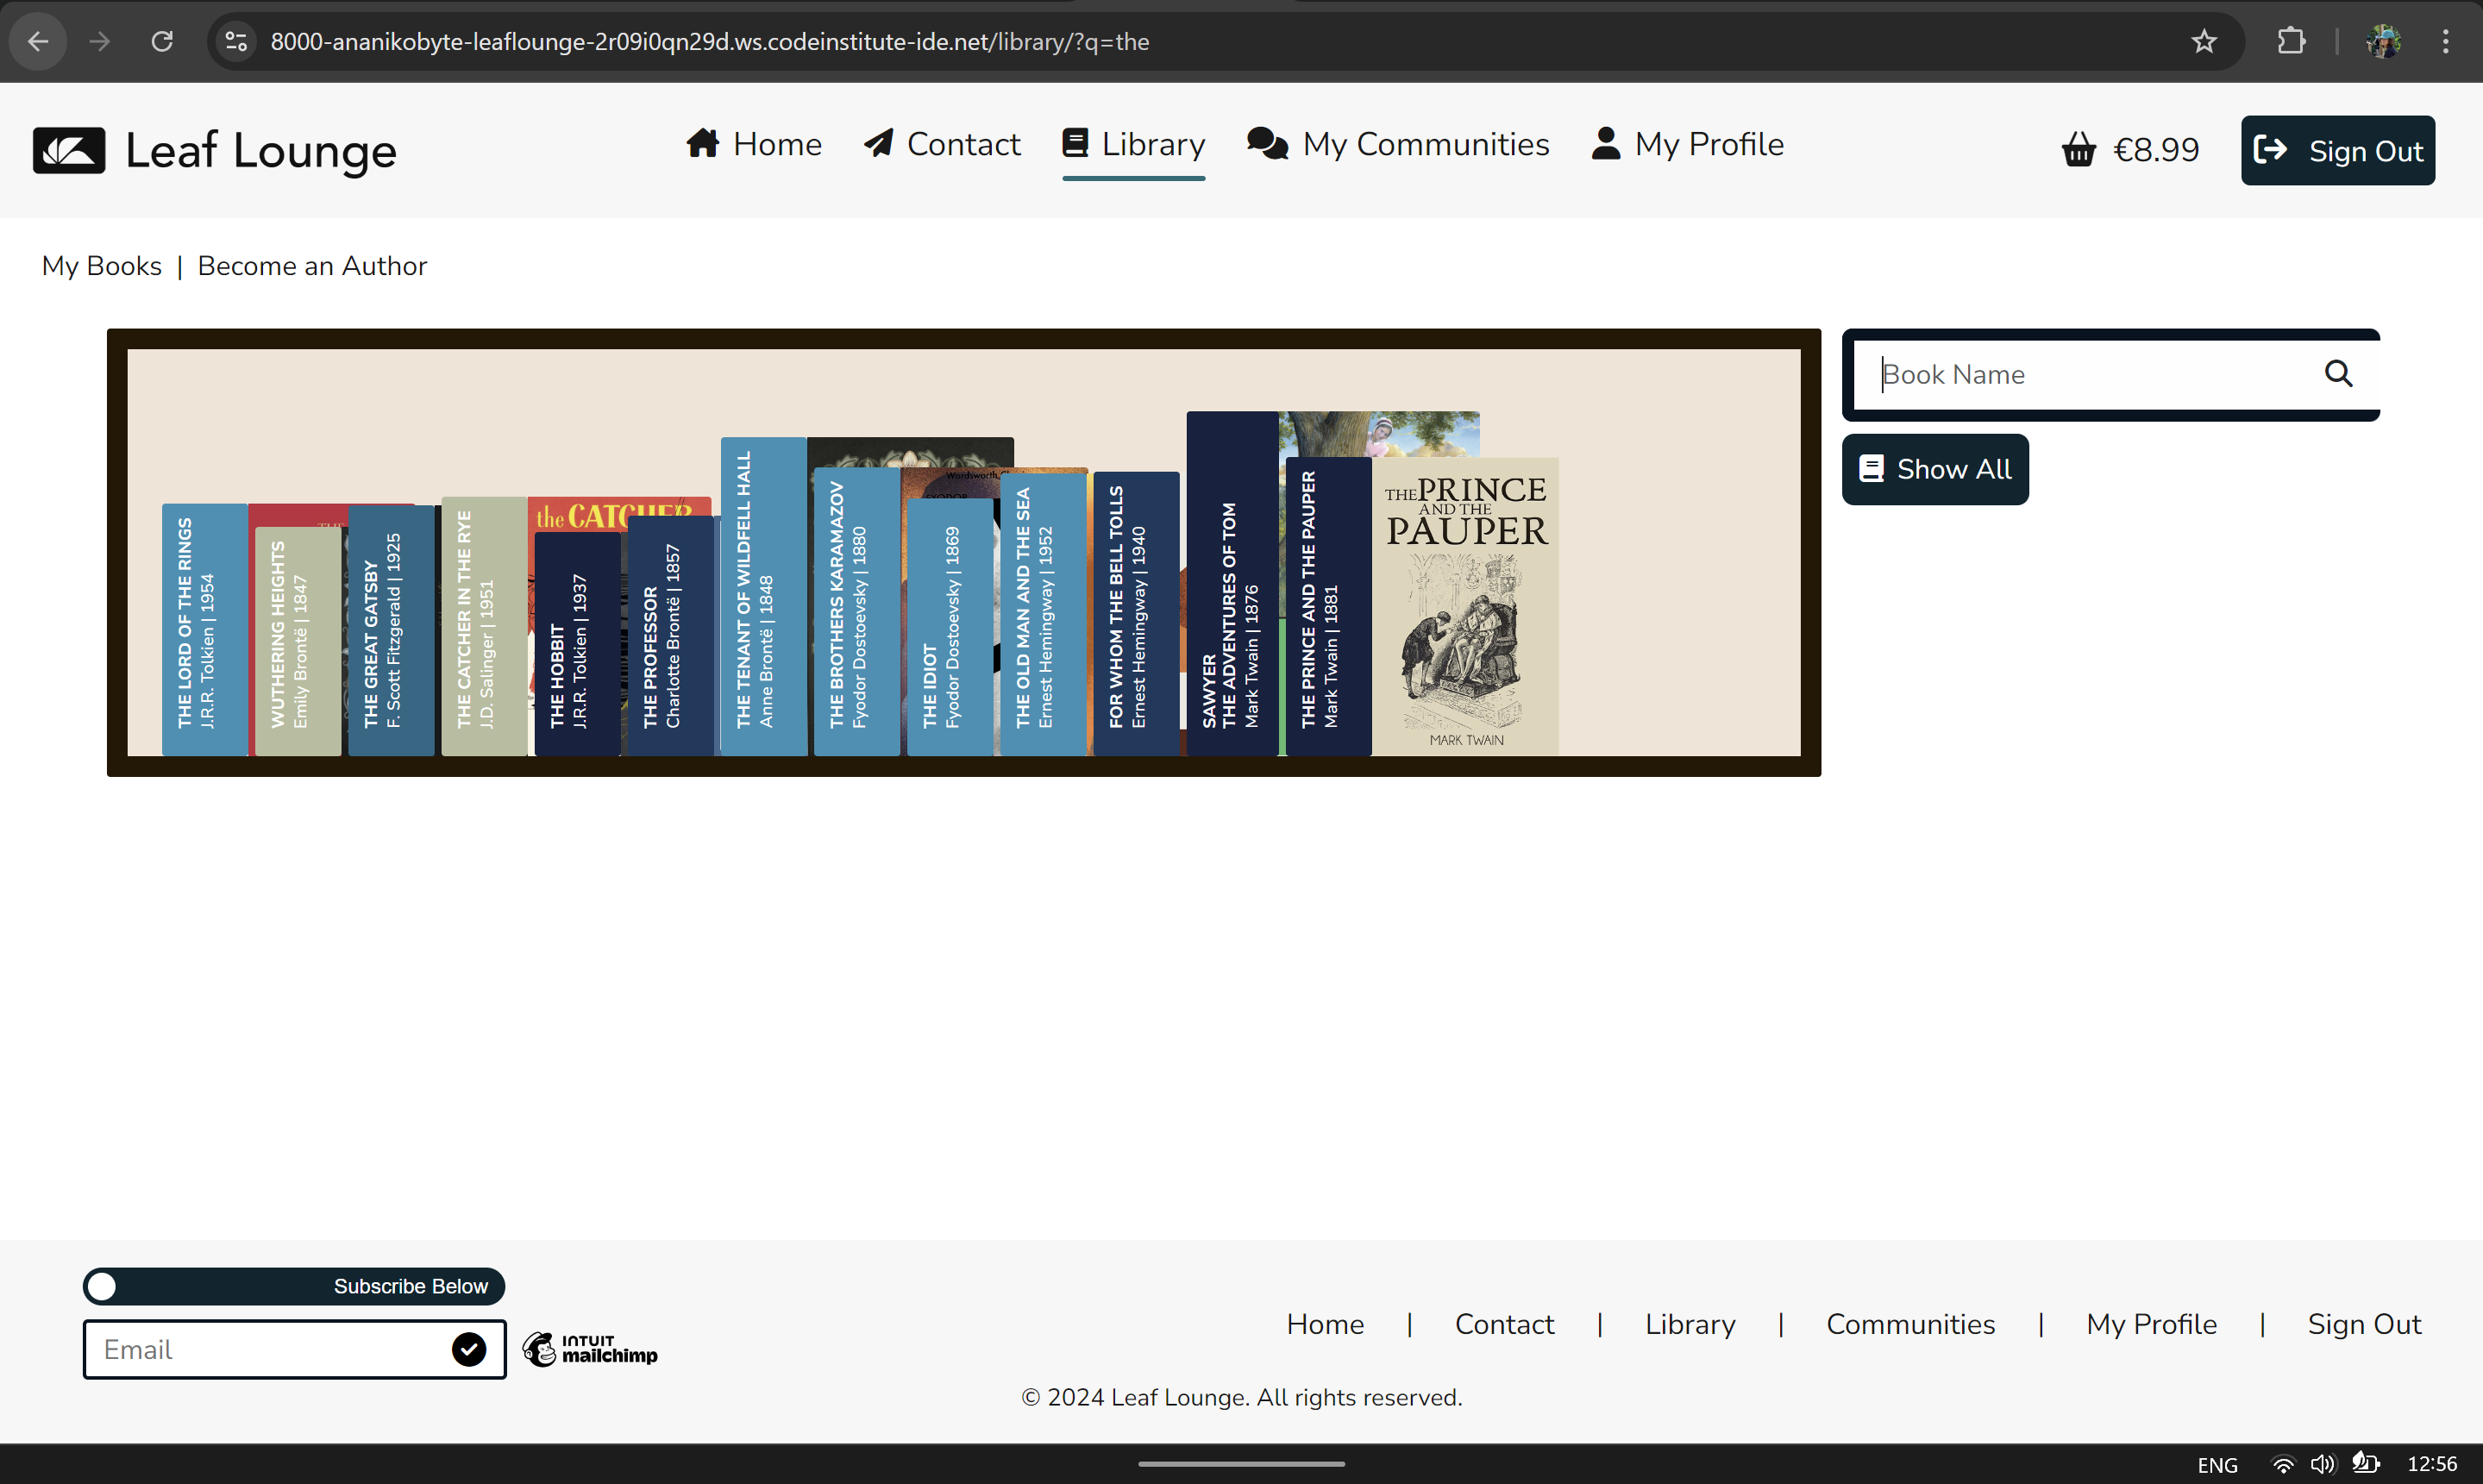 8000-ananikobyte-leaflounge-2r09i0qn29d.ws.codeinstitute-ide.net/library/?q=the
Leaf Lounge
Home
Contact
Library
My Communities
My Profile
€8.99
Sign Out
My Books | Become an Author
THE LORD OF THE RINGS
J.R.R. Tolkien | 1954
WUTHERING HEIGHTS
Emily Brontë | 1847
THE GREAT GATSBY
F. Scott Fitzgerald | 1925
THE CATCHER IN THE RYE
J.D. Salinger | 1951
the CATCHER
THE HOBBIT
J.R.R. Tolkien | 1937
THE PROFESSOR
Charlotte Brontë | 1857
THE TENANT OF WILDFELL HALL
Anne Brontë | 1848
THE BROTHERS KARAMAZOV
Fyodor Dostoevsky | 1880
Wordsworth
THE IDIOT
Fyodor Dostoevsky | 1869
THE OLD MAN AND THE SEA
Ernest Hemingway | 1952
FOR WHOM THE BELL TOLLS
Ernest Hemingway | 1940
SAWYER
THE ADVENTURES OF TOM
Mark Twain | 1876
THE PRINCE AND THE PAUPER
Mark Twain | 1881
THE PRINCE
AND THE
PAUPER
MARK TWAIN
Book Name
Show All
Subscribe Below
Email
INTUIT
mailchimp
Home | Contact | Library | Communities | My Profile | Sign Out
© 2024 Leaf Lounge. All rights reserved.
ENG
12:56